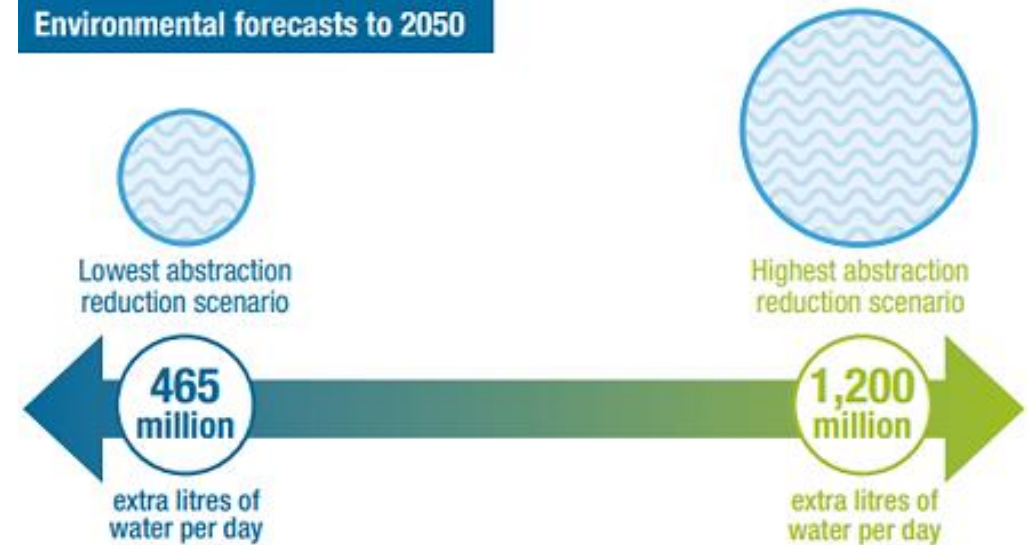 Environmental forecasts to 2050
Lowest abstraction
reduction scenario
465
million
extra litres of
water per day
Highest abstraction
reduction scenario
1,200
million
extra litres of
water per day